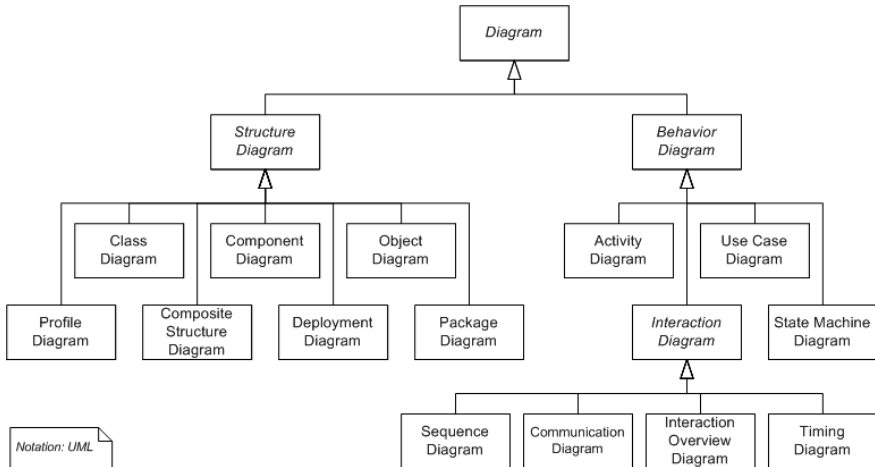 Diagram
Structure
Diagram
Behavior
Diagram
Class
Diagram
Component
Diagram
Object
Diagram
Activity
Diagram
Use Case
Diagram
Profile
Diagram
Composite
Structure
Diagram
Deployment
Diagram
Package
Diagram
Interaction
Diagram
State Machine
Diagram
Sequence
Diagram
Communication
Diagram
Interaction
Overview
Diagram
Timing
Diagram
Notation: UML